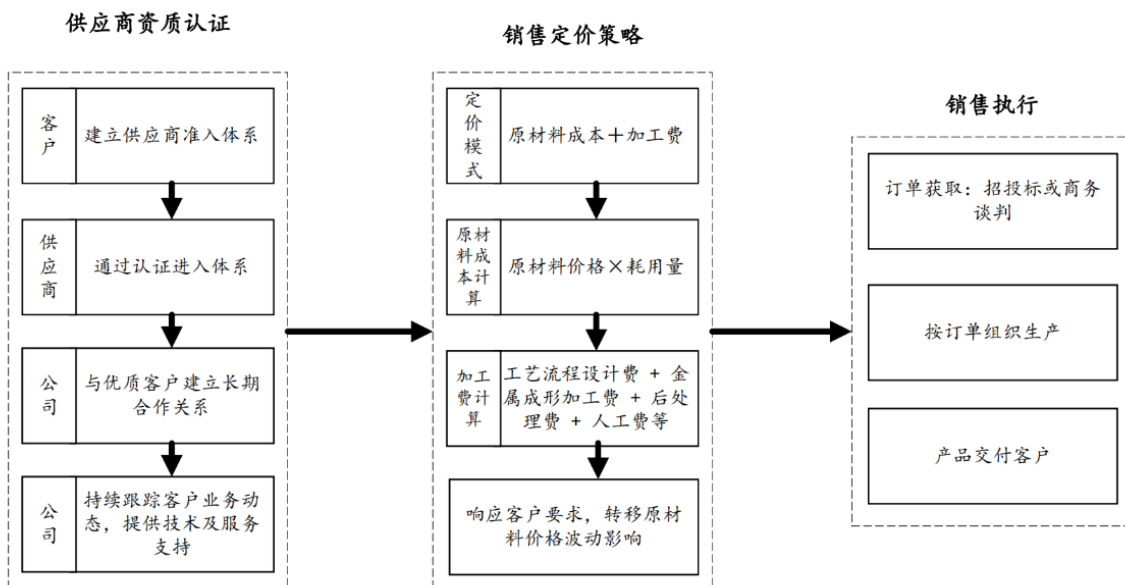 供应商资质认证
客户
建立供应商准入体系
供应商
通过认证进入体系
公司
与优质客户建立长期
合作关系
公司
持续跟踪客户业务动
态，提供技术及服务
支持
销售定价策略
定价模式
原材料成本＋加工费
原材
料成
本计
算
原材料价格×耗用量
加工
费计
算
工艺流程设计费 + 金
属成形加工费 + 后处
理费 + 人工费等
响应客户要求，转移原材
料价格波动影响
销售执行
订单获取：招投标或商务
谈判
按订单组织生产
产品交付客户